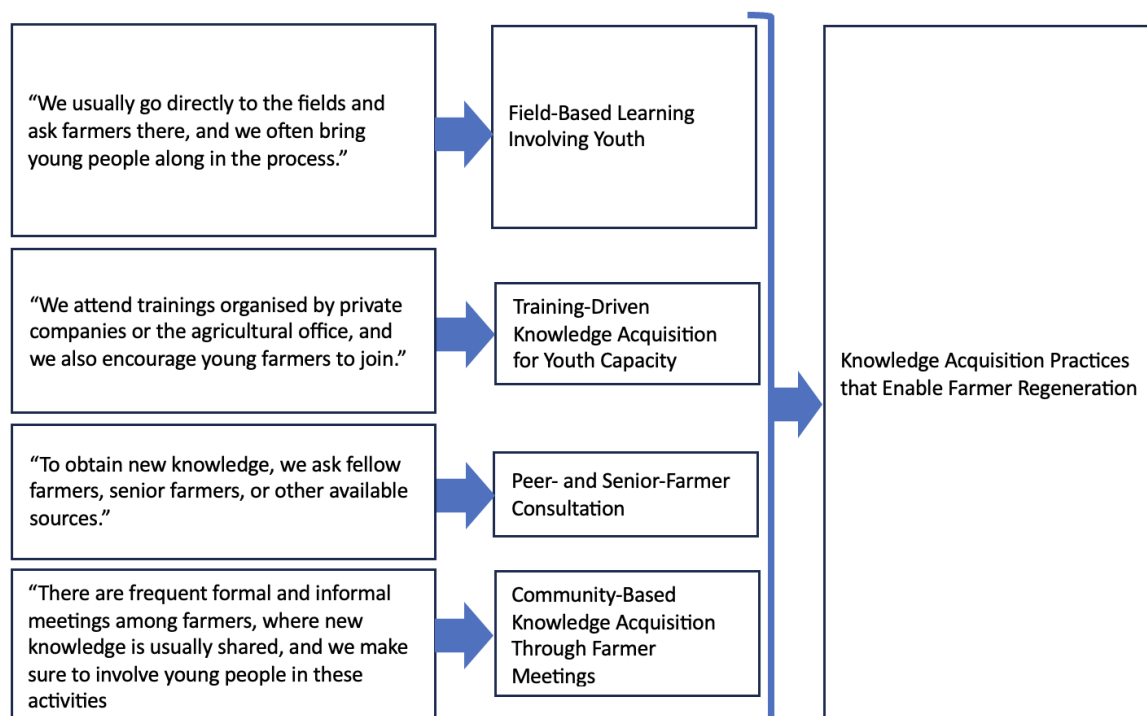 “We usually go directly to the fields and
ask farmers there, and we often bring
young people along in the process.”
Field-Based Learning
Involving Youth
“We attend trainings organised by private
companies or the agricultural office, and
we also encourage young farmers to join.”
Training-Driven
Knowledge Acquisition
for Youth Capacity
“To obtain new knowledge, we ask fellow
farmers, senior farmers, or other available
sources.”
Peer- and Senior-Farmer
Consultation
“There are frequent formal and informal
meetings among farmers, where new
knowledge is usually shared, and we make
sure to involve young people in these
activities
Community-Based
Knowledge Acquisition
Through Farmer
Meetings
Knowledge Acquisition Practices
that Enable Farmer Regeneration